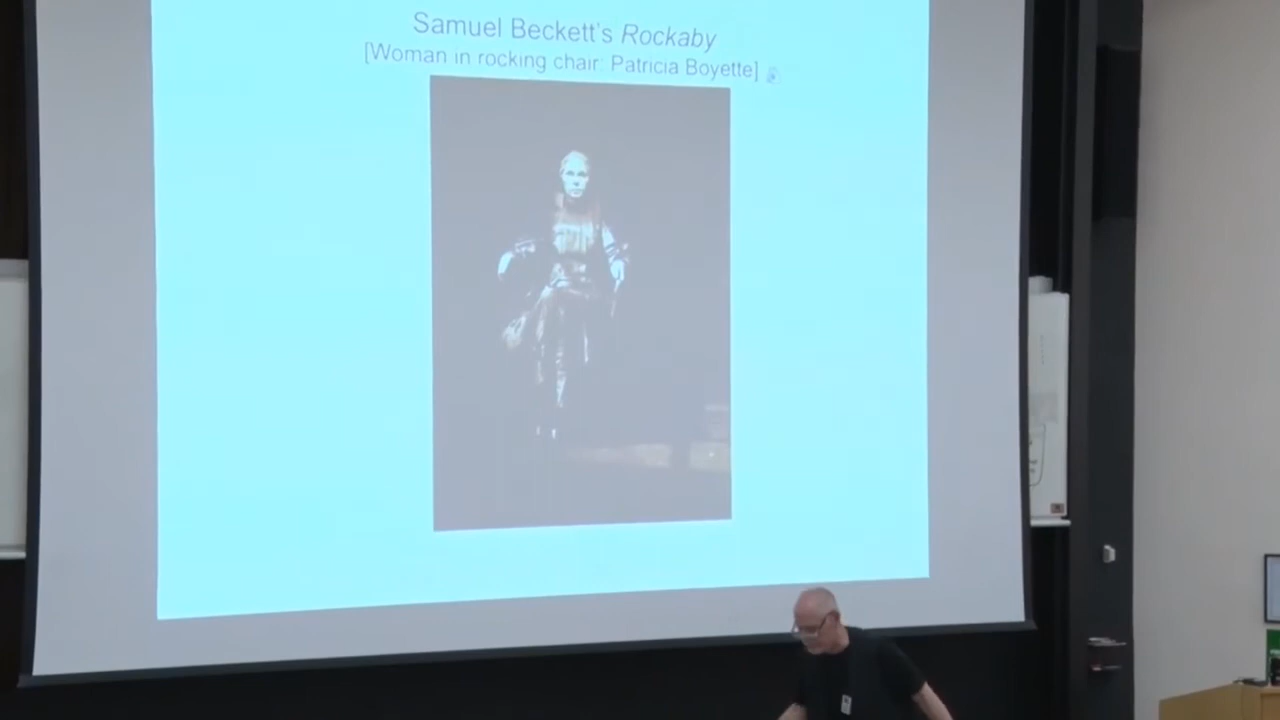 Samuel Beckett's Rockaby
[Woman in rocking chair: Patricia Boyette]